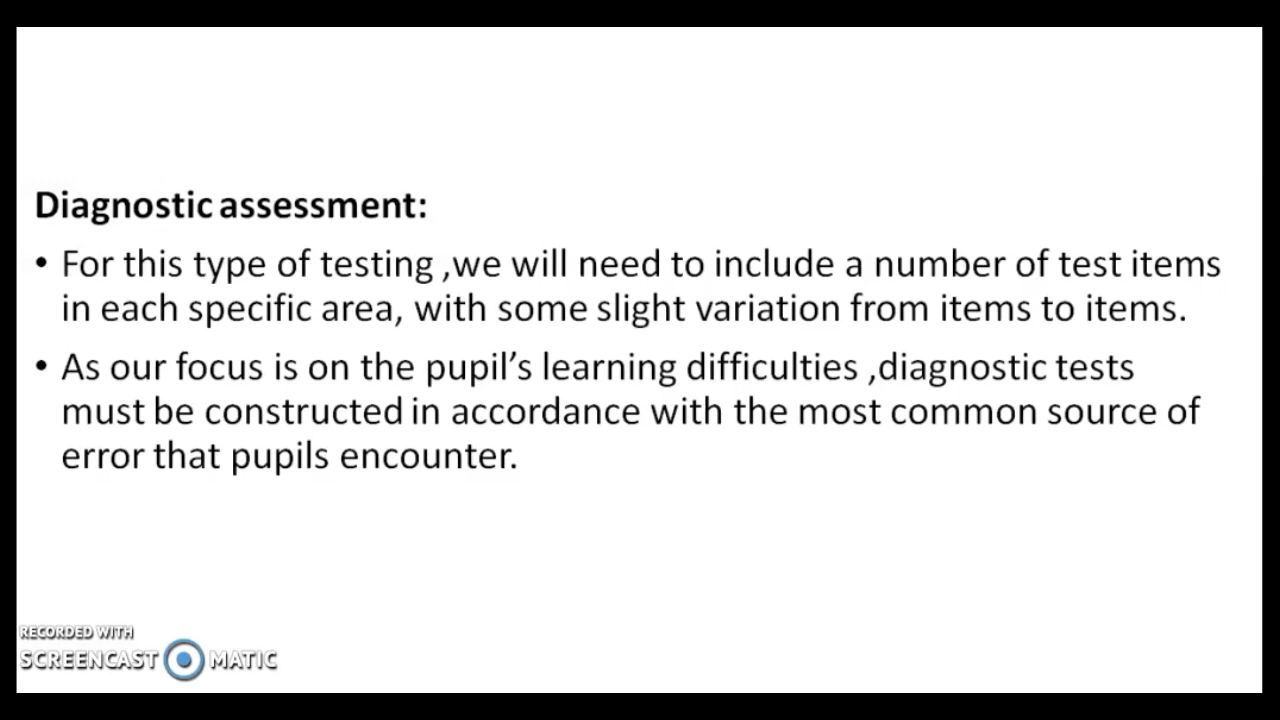 Diagnostic assessment:
• For this type of testing ,we will need to include a number of test items
in each specific area, with some slight variation from items to items.
• As our focus is on the pupil’s learning difficulties ,diagnostic tests
must be constructed in accordance with the most common source of
error that pupils encounter.
RECORDED WITH
SCREENCAST MATIC